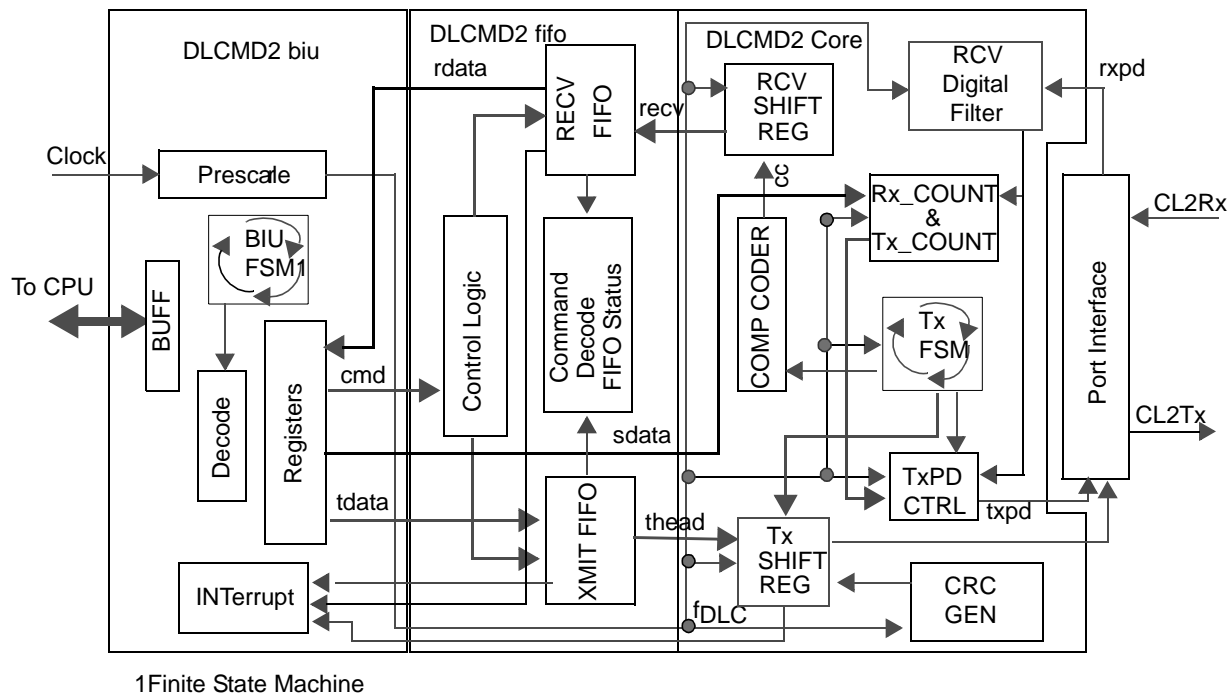 DLCMD2 biu
DLCMD2 fifo
DLCMD2 Core
rdata
RECV
FIFO
recv
RCV
SHIFT
REG
RCV
Digital
Filter
rxpd
Clock
Prescale
cc
Rx_COUNT
&
Tx_COUNT
CL2Rx
BIU
FSM1
To CPU
BUFF
Control Logic
Command
Decode
FIFO Status
COMP CODER
Tx
FSM
Port Interface
cmd
Decode
Registers
sdata
CL2Tx
TxPD
CTRL
txpd
tdata
XMIT FIFO
thead
Tx
SHIFT
REG
INTerrupt
fDLC
CRC
GEN
1Finite State Machine